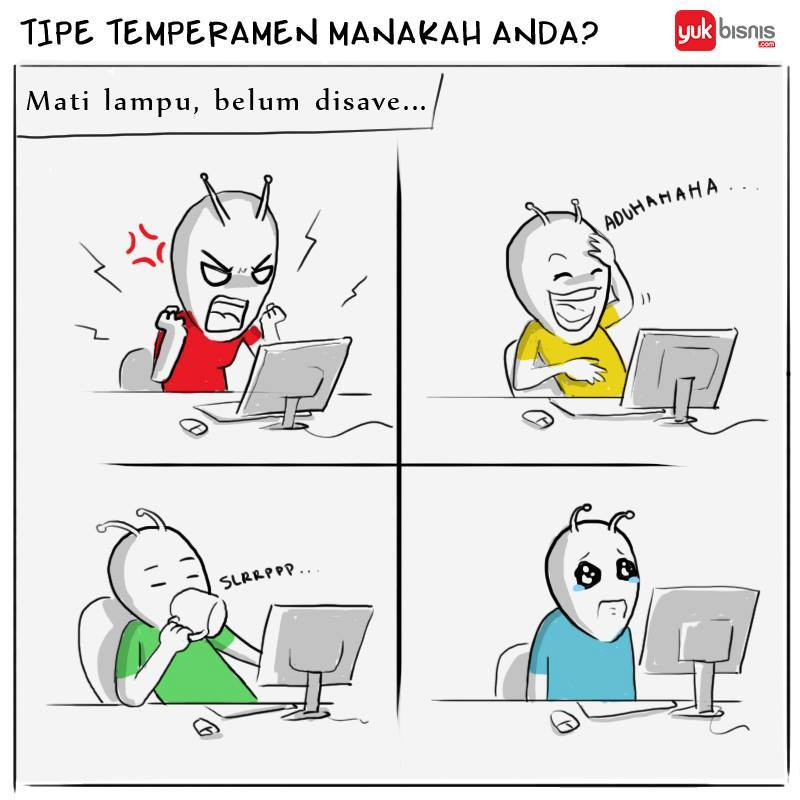 TIPE TEMPERAMEN MANAKAH ANDA?
yuk bisnis
.com
Mati lampu, belum disave...
ADUHAHAHA...
SLRRPPP...